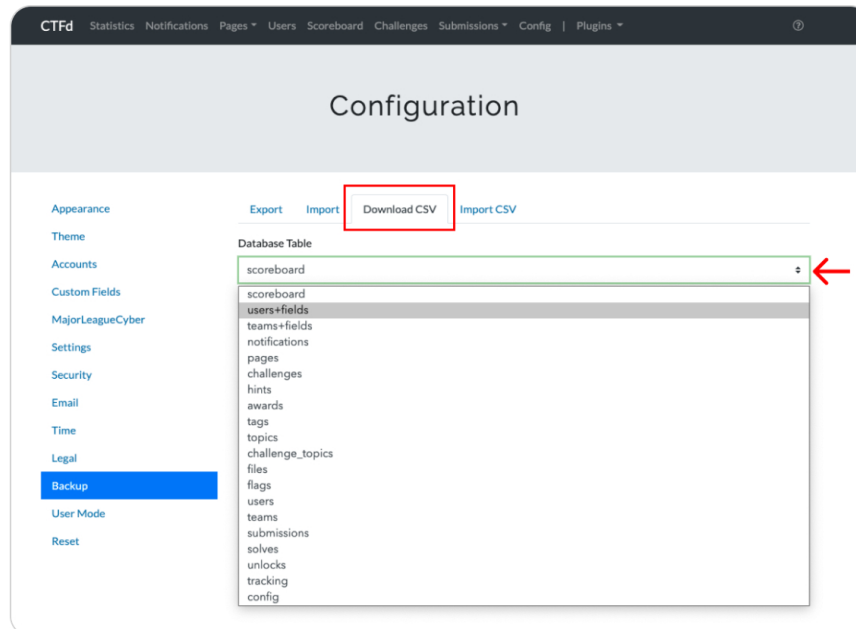 CTFd Statistics Notifications Pages Users Scoreboard Challenges Submissions Config | Plugins
Configuration
Appearance
Theme
Accounts
Custom Fields
MajorLeagueCyber
Settings
Security
Email
Time
Legal
Backup
User Mode
Reset
Export Import Download CSV Import CSV
Database Table
scoreboard
scoreboard
users+fields
teams+fields
notifications
pages
challenges
hints
awards
tags
topics
challenge_topics
files
flags
users
teams
submissions
solves
unlocks
tracking
config